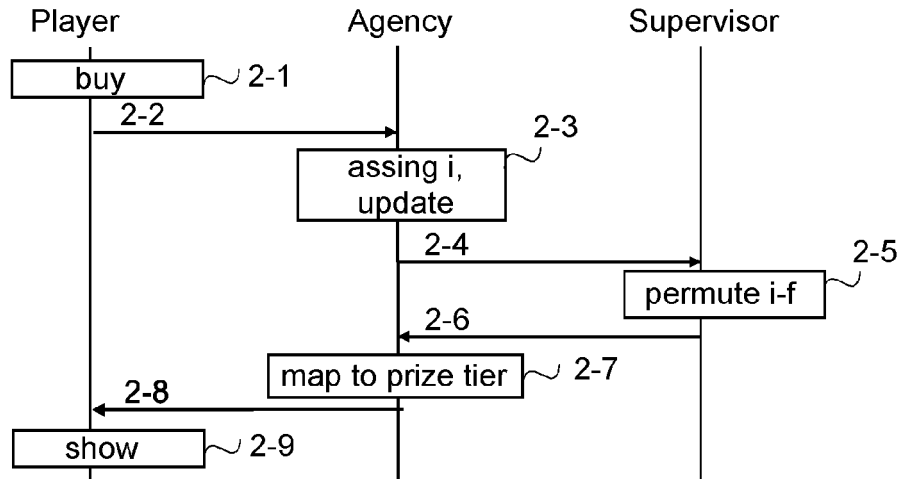 Player Agency Supervisor
buy 2-1
2-2
2-3
assing i,
update
2-4
2-5
permute i-f
2-6
map to prize tier 2-7
2-8
show 2-9